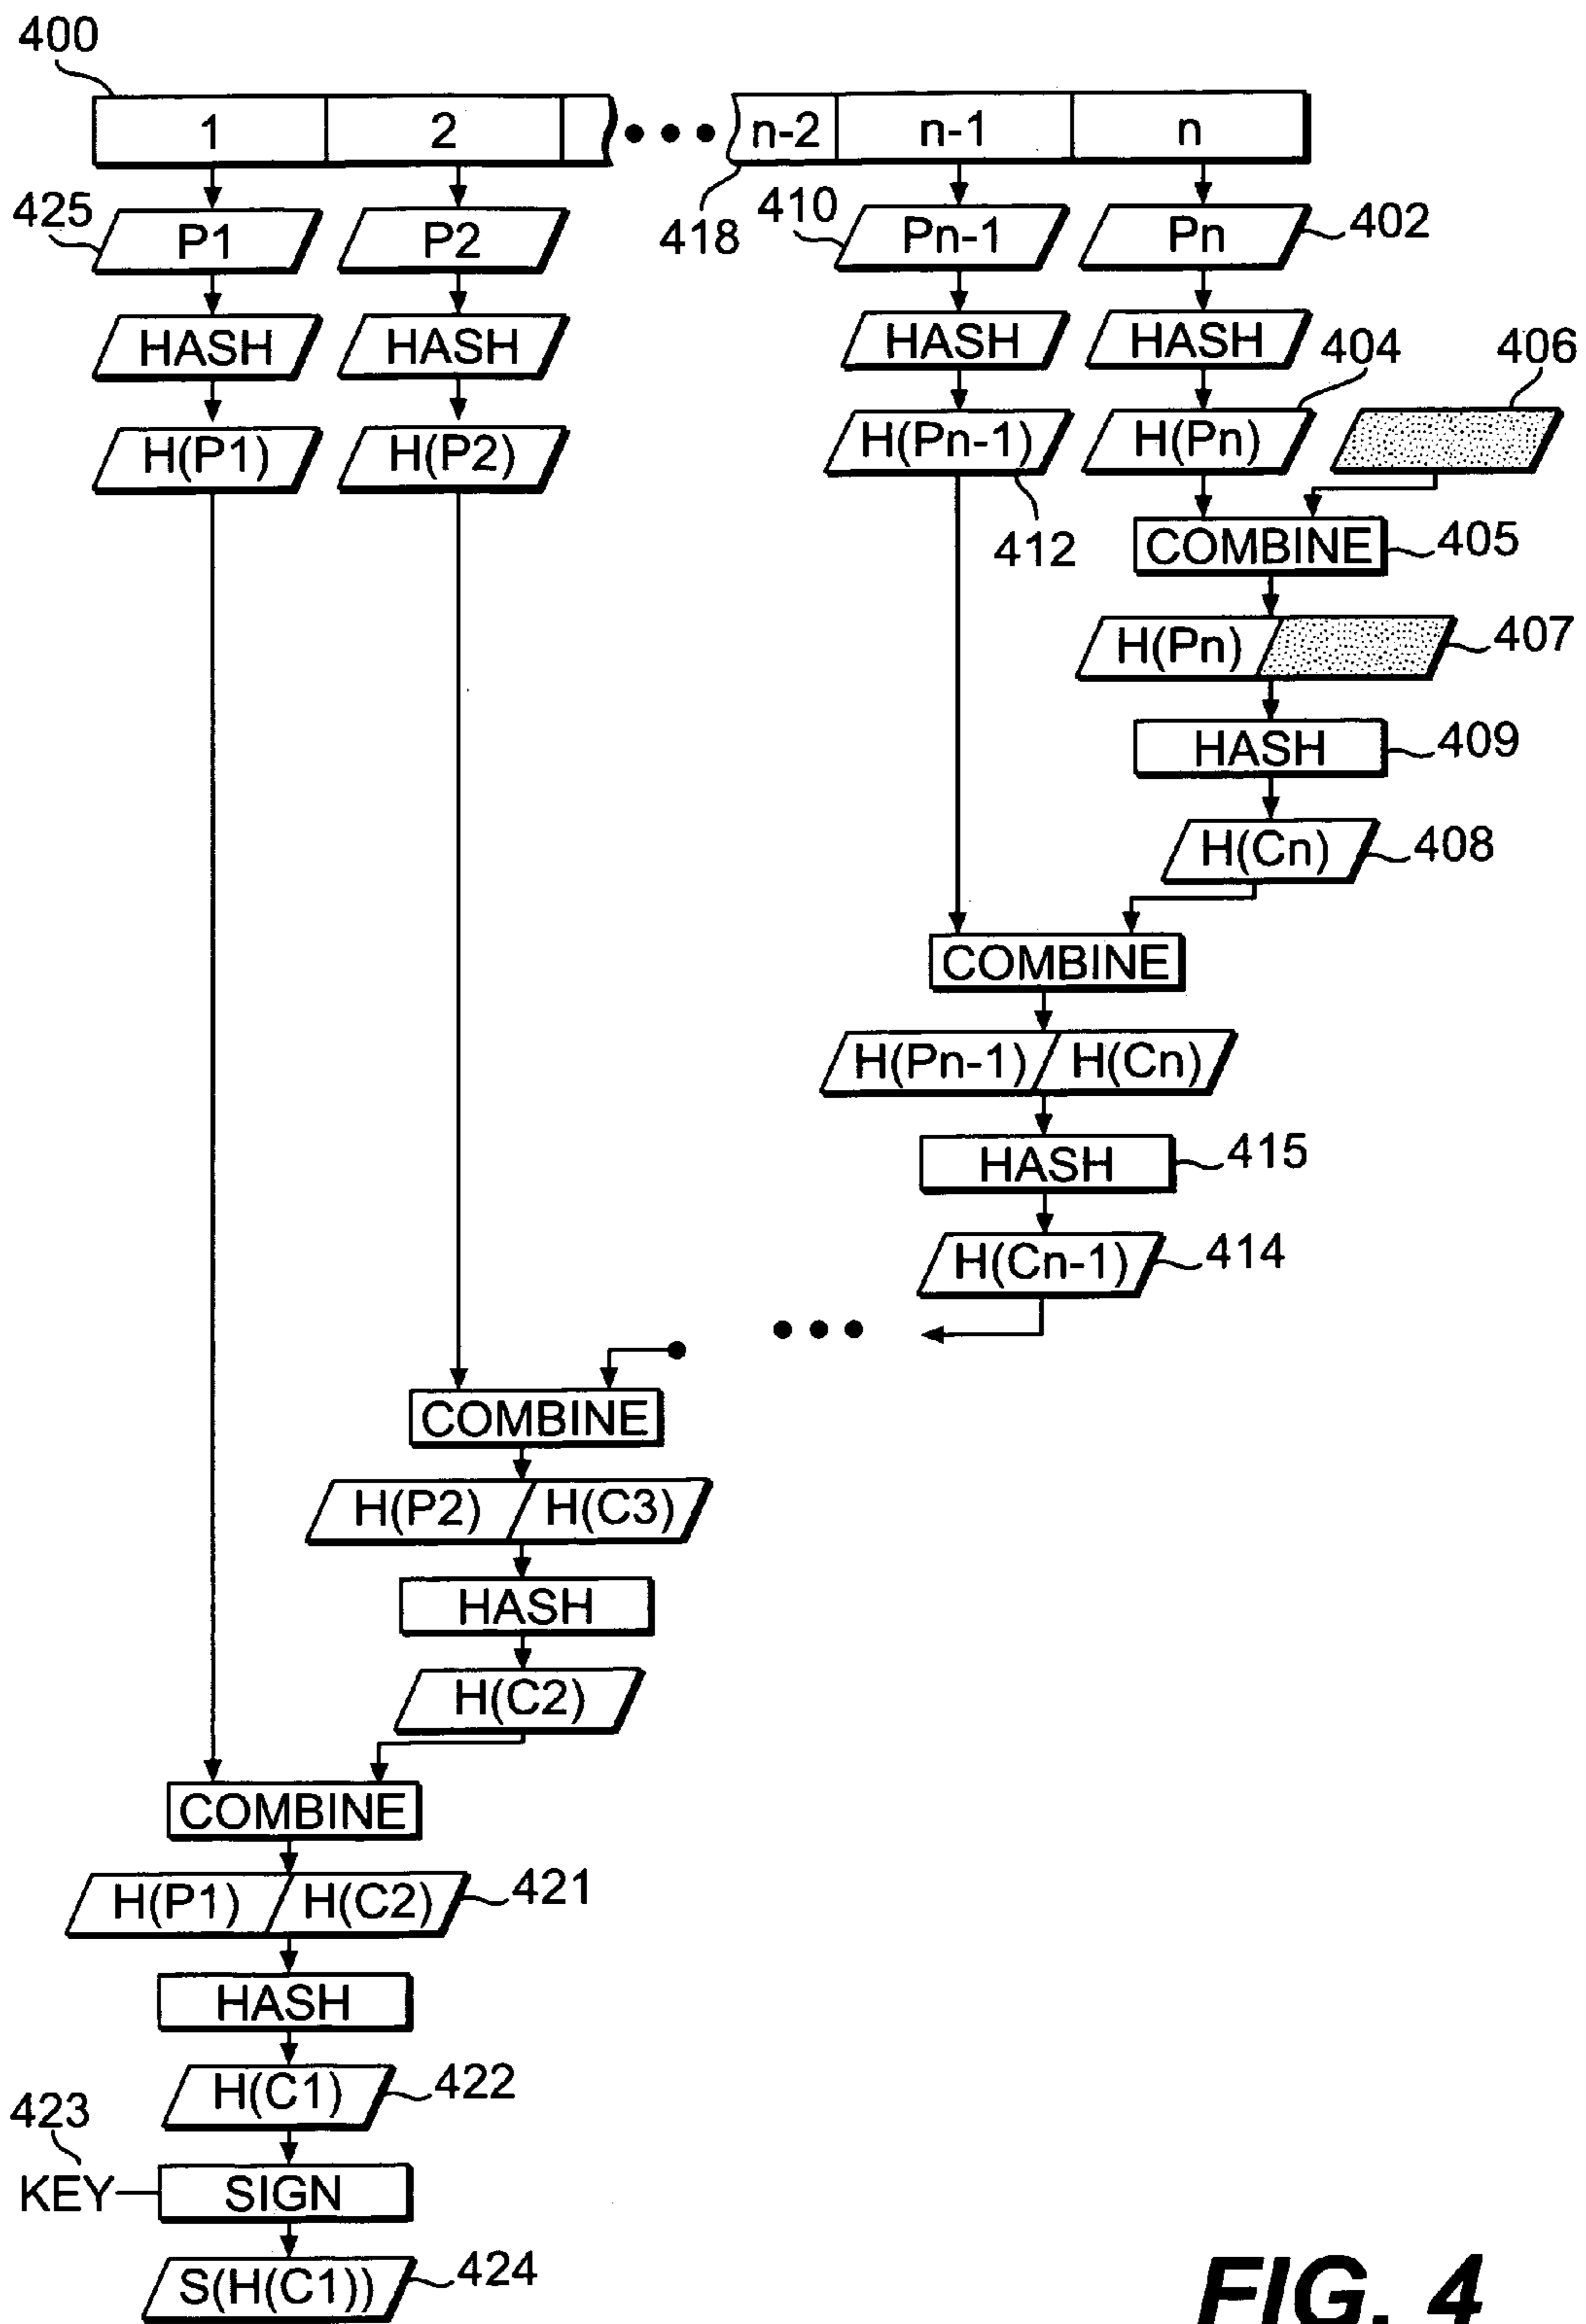 400
1 2 n-2 n-1 n
425 P1 P2 418 410 Pn-1 Pn 402
HASH HASH HASH HASH 404 406
H(P1) H(P2) H(Pn-1) H(Pn)
412 COMBINE 405
H(Pn) 407
HASH 409
H(Cn) 408
COMBINE
H(Pn-1) H(Cn)
HASH 415
H(Cn-1) 414
COMBINE
H(P2) H(C3)
HASH
H(C2)
COMBINE
H(P1) H(C2) 421
HASH
H(C1) 422
423
KEY SIGN
S(H(C1)) 424
FIG. 4